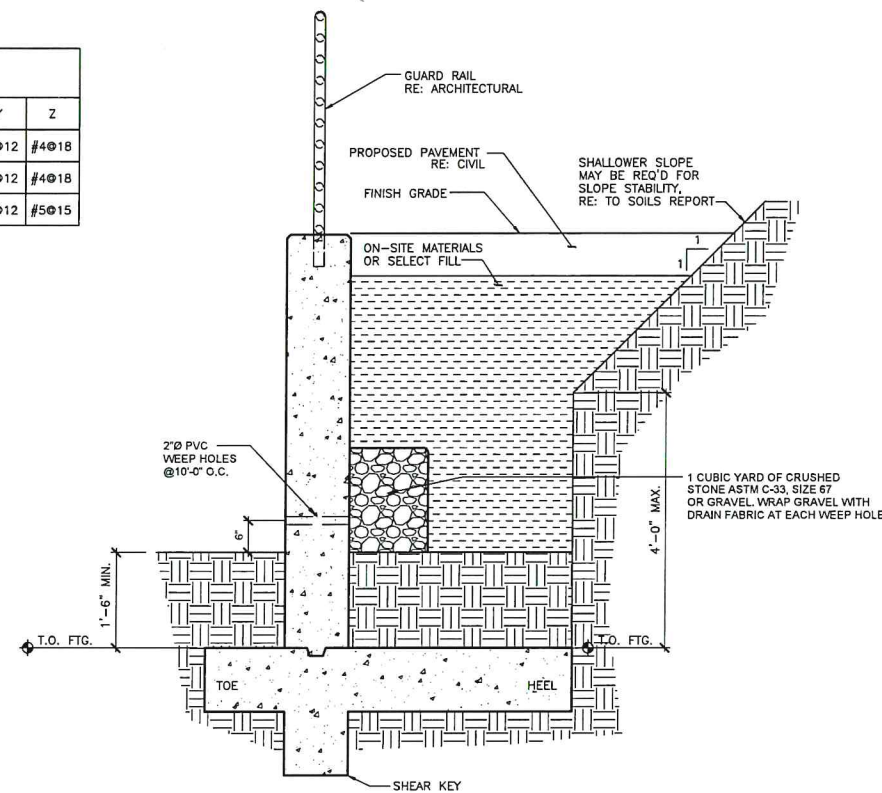 Z
@12 #4@18
@12 #4@18
@12 #5@15
GUARD RAIL
RE: ARCHITECTURAL
PROPOSED PAVEMENT
RE: CIVIL
FINISH GRADE
SHALLOWER SLOPE
MAY BE REQ'D FOR
SLOPE STABILITY,
RE: TO SOILS REPORT
1
1
ON-SITE MATERIALS
OR SELECT FILL
2"Ø PVC
WEEP HOLES
@10'-0" O.C.
6"
1 CUBIC YARD OF CRUSHED
STONE ASTM C-33, SIZE 67
OR GRAVEL. WRAP GRAVEL WITH
DRAIN FABRIC AT EACH WEEP HOLE
4'-0" MAX.
1'-6" MIN.
T.O. FTG.
T.O. FTG.
TOE
HEEL
SHEAR KEY